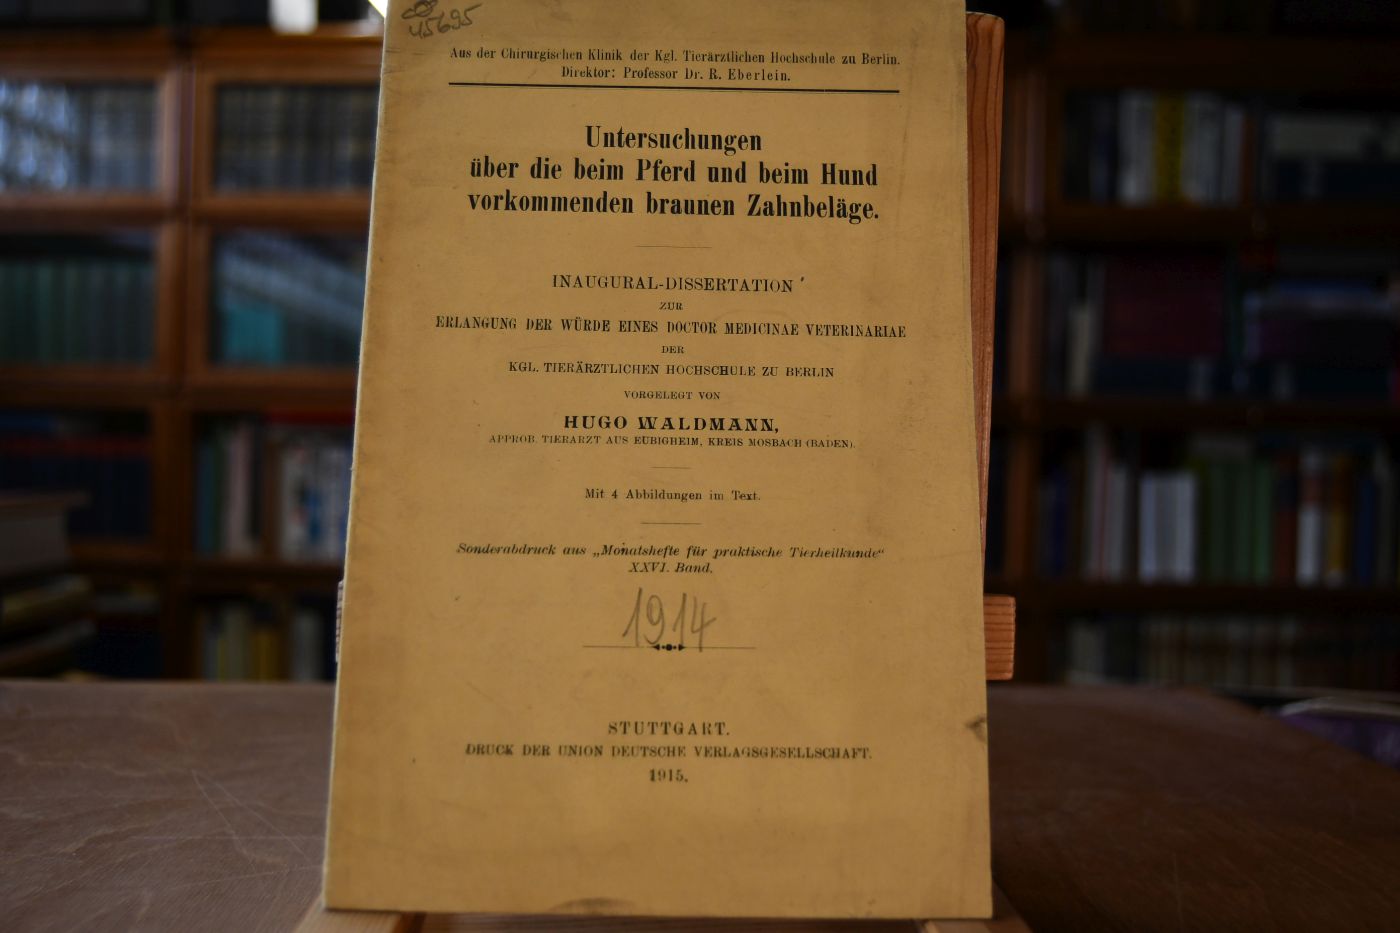 45695
Aus der Chirurgischen Klinik der Kgl. Tierärztlichen Hochschule zu Berlin.
Direktor: Professor Dr. R. Eberlein.
Untersuchungen
über die beim Pferd und beim Hund
vorkommenden braunen Zahnbeläge.
INAUGURAL-DISSERTATION
ZUR
ERLANGUNG DER WÜRDE EINES DOCTOR MEDICINAE VETERINARIAE
DER
KGL. TIERÄRZTLICHEN HOCHSCHULE ZU BERLIN
VORGELEGT VON
HUGO WALDMANN,
APPROB. TIERARZT AUS EUBIGHEIM, KREIS MOSBACH (BADEN).
Mit 4 Abbildungen im Text.
Sonderabdruck aus „Monatshefte für praktische Tierheilkunde“
XXVI. Band.
1914
STUTTGART.
DRUCK DER UNION DEUTSCHE VERLAGSGESELLSCHAFT.
1915.